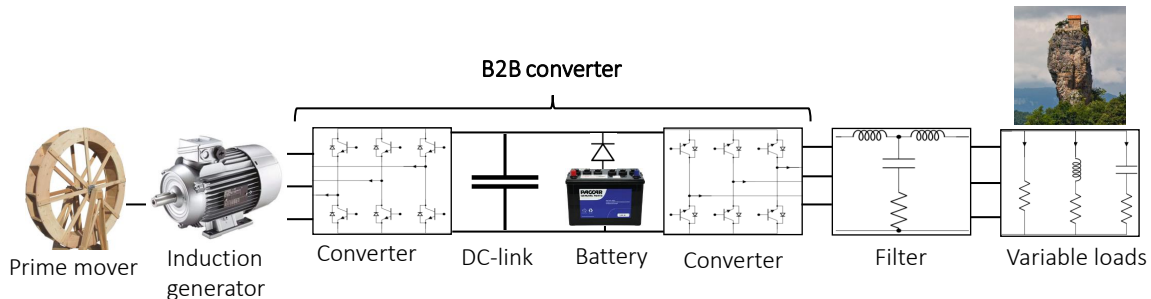 B2B converter
Prime mover
Induction
generator
Converter
DC-link
Battery
Converter
Filter
Variable loads